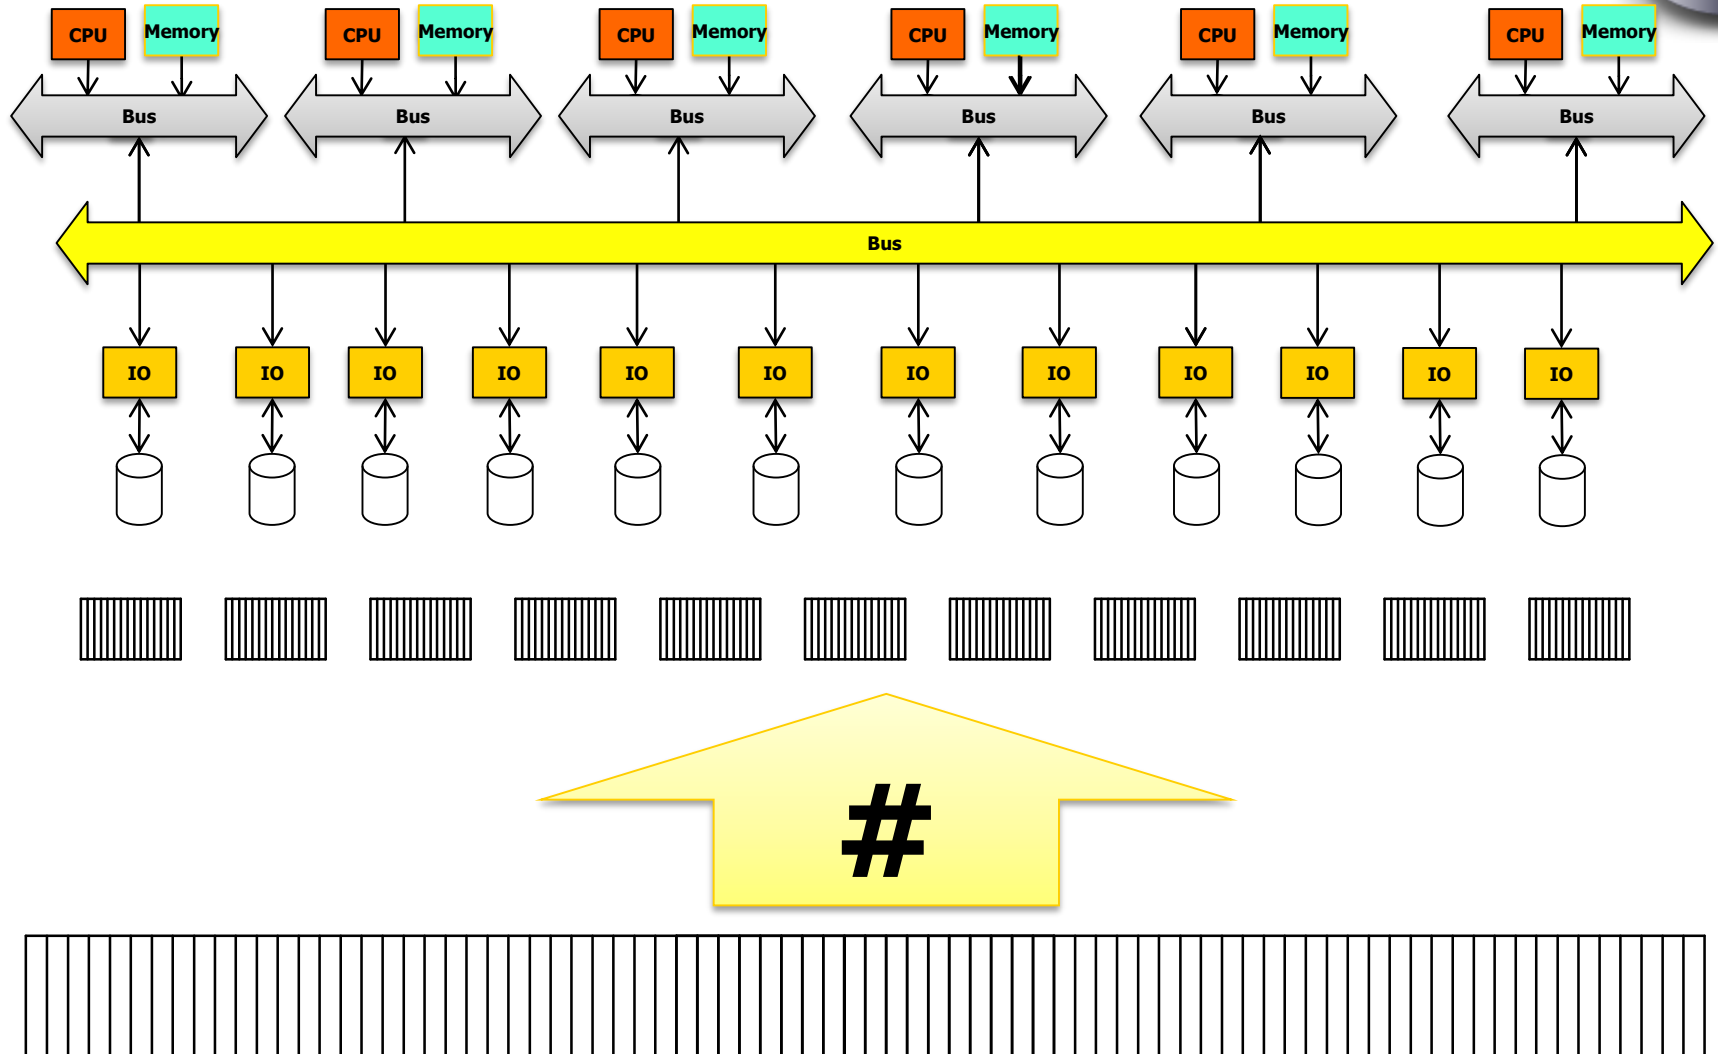 CPU Memory CPU Memory CPU Memory CPU Memory CPU Memory CPU Memory
Bus Bus Bus Bus Bus Bus
Bus
IO IO IO IO IO IO IO IO IO IO IO IO
#